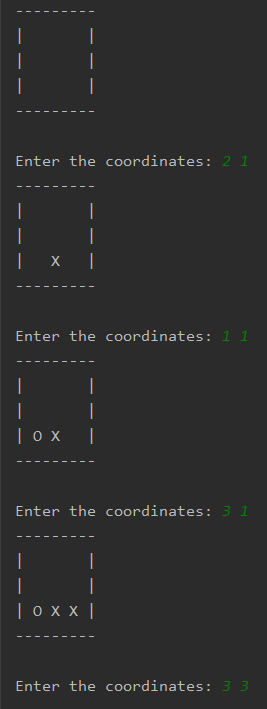 ---------
|       |
|       |
|       |
---------
Enter the coordinates: 2 1
---------
|       |
|       |
|   X   |
---------
Enter the coordinates: 1 1
---------
|       |
|       |
| O X   |
---------
Enter the coordinates: 3 1
---------
|       |
|       |
| O X X |
---------
Enter the coordinates: 3 3